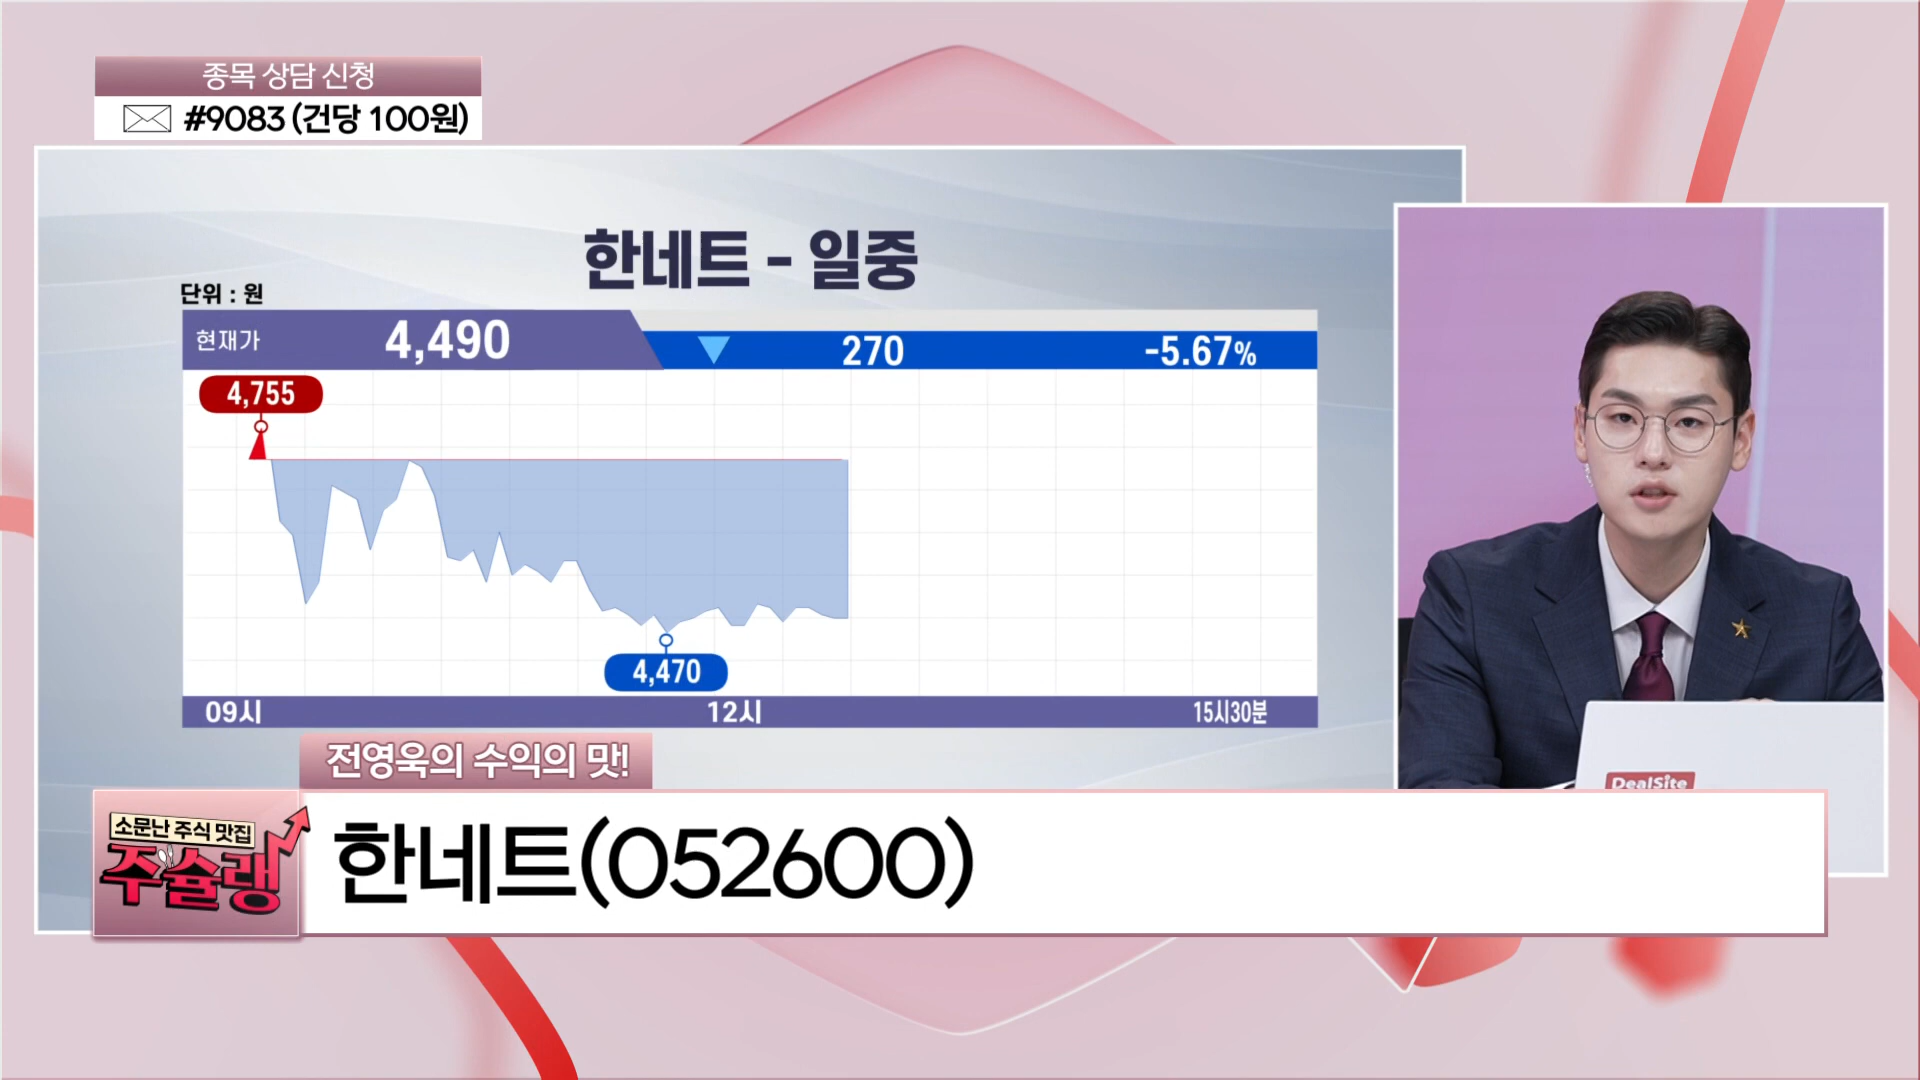 종목 상담 신청
#9083 (건당 100원)
한네트 - 일중
단위 : 원
현재가 4,490 270 -5.67%
4,755
4,470
09시 12시 15시30분
전영욱의 수익의 맛!
소문난 주식 맛집
주슐랭
한네트(052600)
DealSite